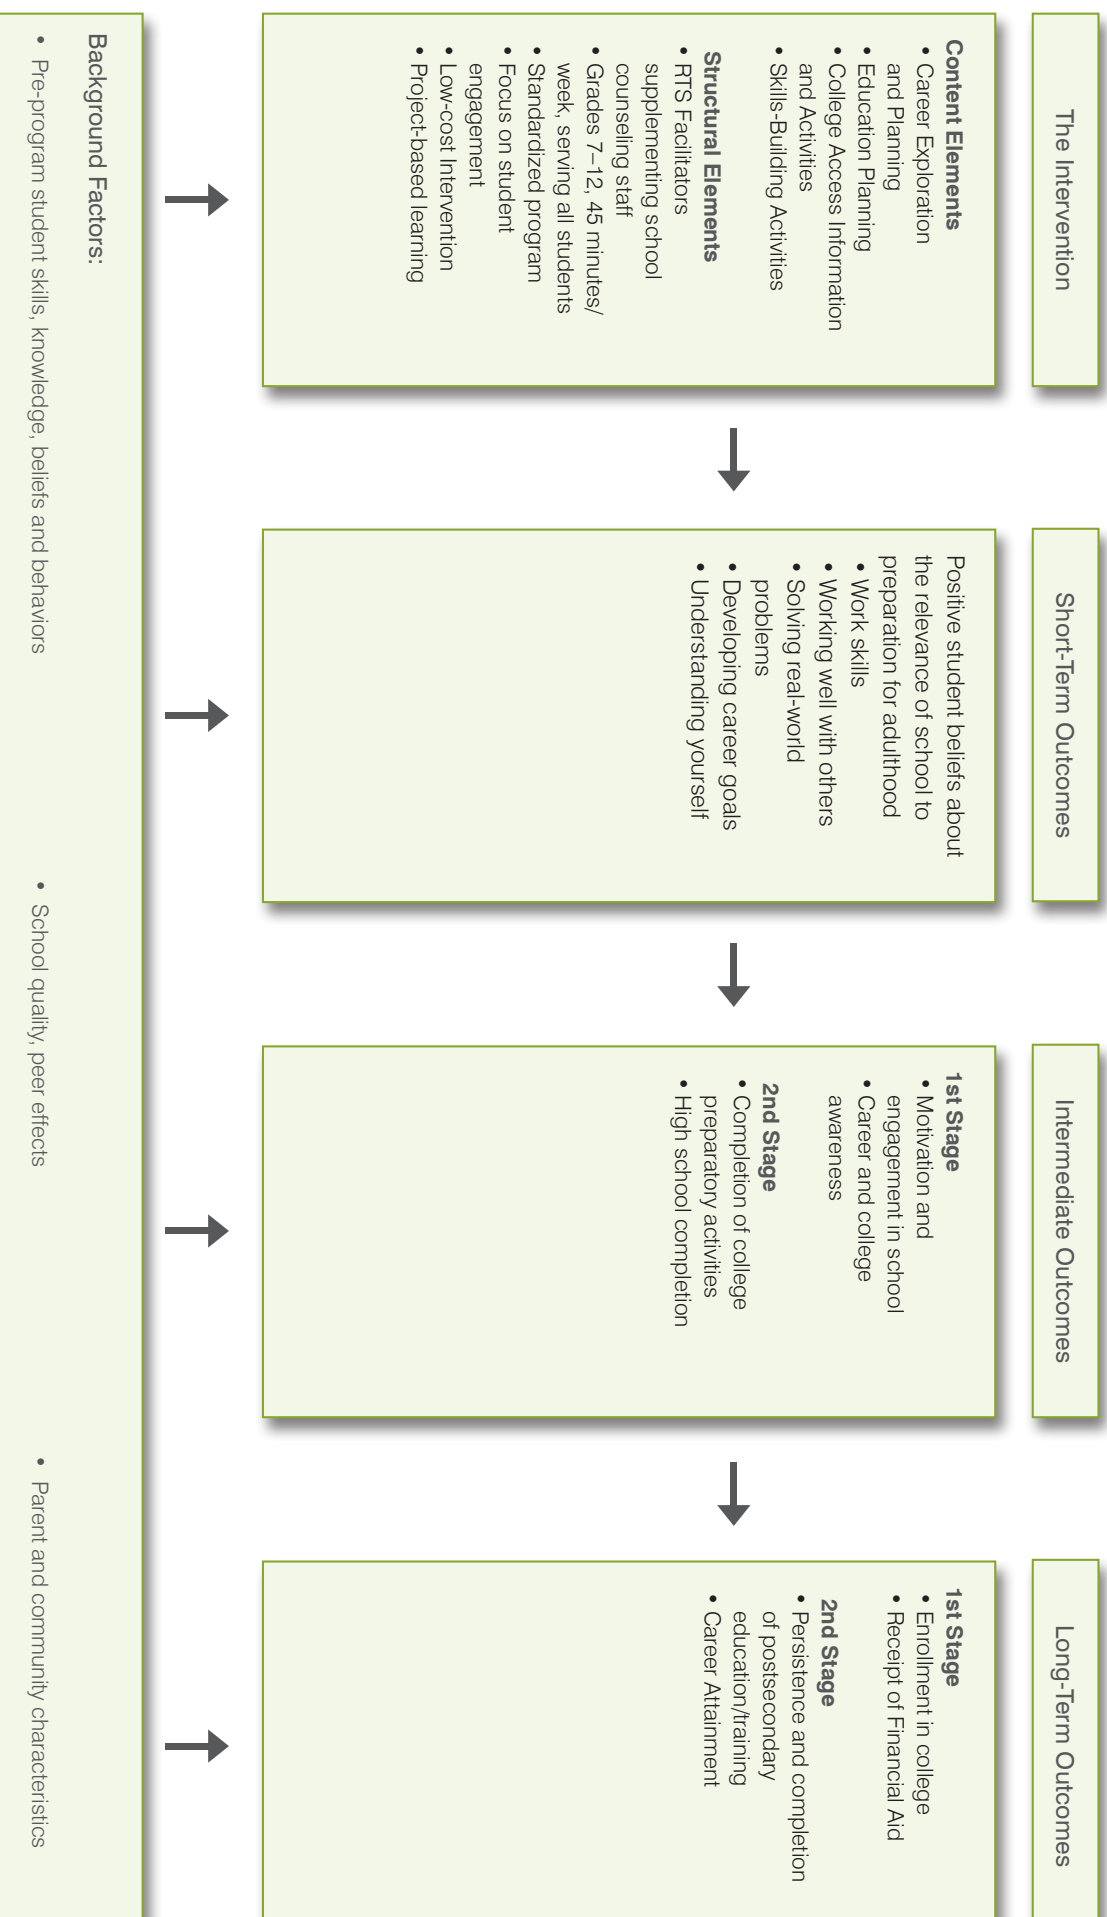 The Intervention
Content Elements
• Career Exploration
and Planning
• Education Planning
• College Access Information
and Activities
• Skills-Building Activities
Structural Elements
• RTS Facilitators
supplementing school
counseling staff
• Grades 7–12, 45 minutes/
week, serving all students
• Standardized program
• Focus on student
engagement
• Low-cost Intervention
• Project-based learning
Short-Term Outcomes
Positive student beliefs about
the relevance of school to
preparation for adulthood
• Work skills
• Working well with others
• Solving real-world
problems
• Developing career goals
• Understanding yourself
Intermediate Outcomes
1st Stage
• Motivation and
engagement in school
• Career and college
awareness
2nd Stage
• Completion of college
preparatory activities
• High school completion
Long-Term Outcomes
1st Stage
• Enrollment in college
• Receipt of Financial Aid
2nd Stage
• Persistence and completion
of postsecondary
education/training
• Career Attainment
Background Factors:
• Pre-program student skills, knowledge, beliefs and behaviors
• School quality, peer effects
• Parent and community characteristics